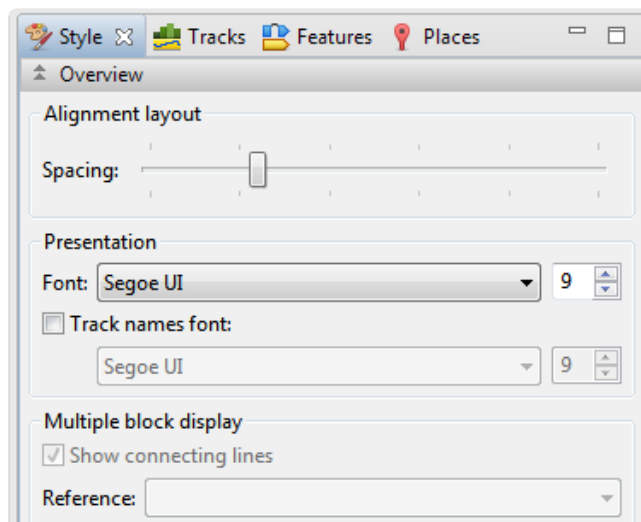 Style Tracks Features Places
Overview
Alignment layout
Spacing:
Presentation
Font: Segoe UI 9
Track names font:
Segoe UI 9
Multiple block display
Show connecting lines
Reference: